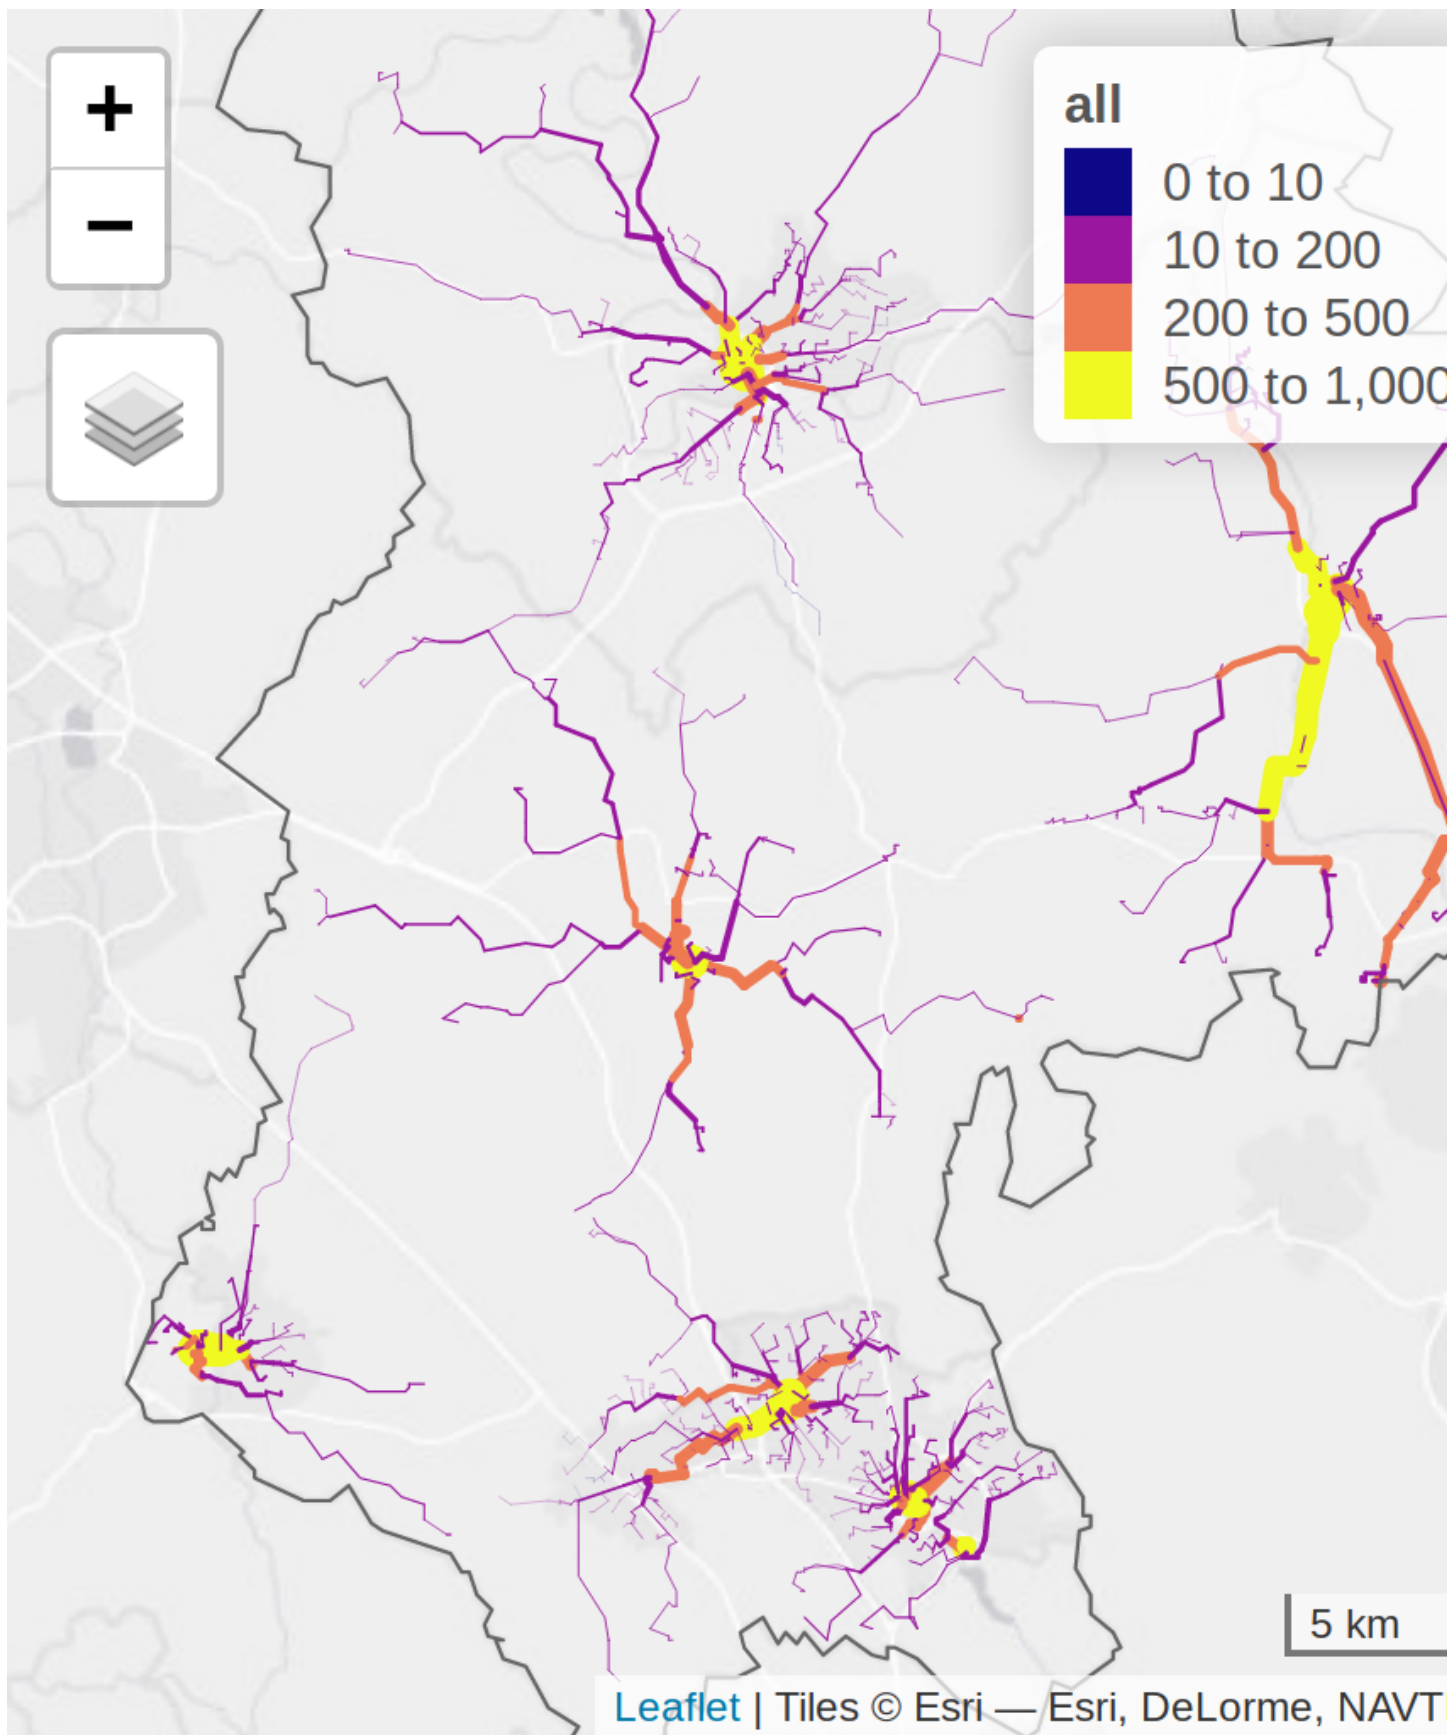 +
−
all
0 to 10
10 to 200
200 to 500
500 to 1,000
5 km
Leaflet | Tiles © Esri — Esri, DeLorme, NAVT